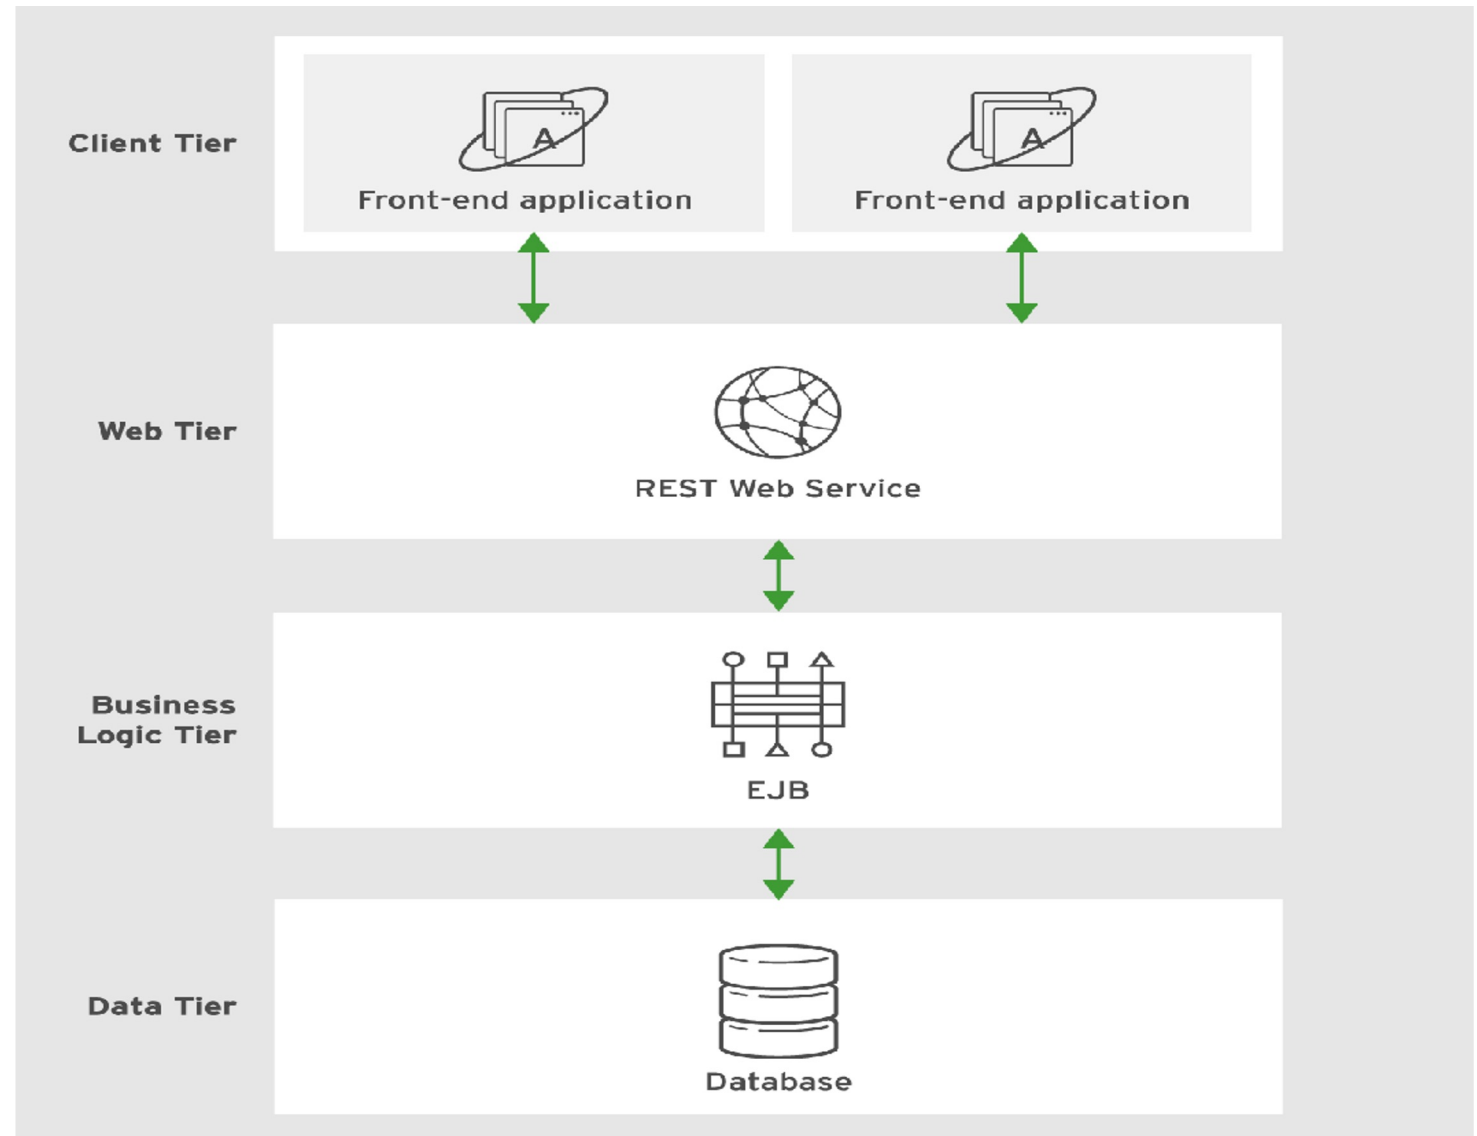 Client Tier
A
Front-end application
A
Front-end application
Web Tier
REST Web Service
Business
Logic Tier
EJB
Data Tier
Database